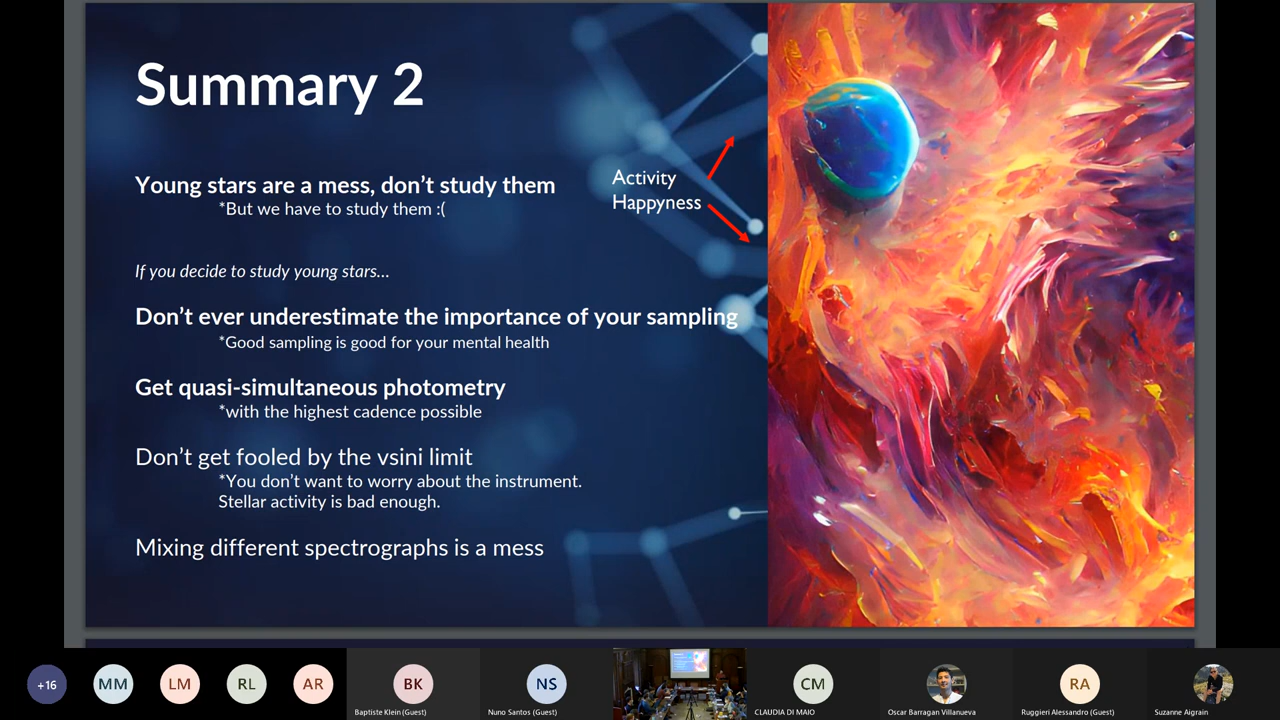 Summary 2
Young stars are a mess, don’t study them
*But we have to study them :(
Activity
Happyness
If you decide to study young stars...
Don’t ever underestimate the importance of your sampling
*Good sampling is good for your mental health
Get quasi-simultaneous photometry
*with the highest cadence possible
Don’t get fooled by the vsini limit
*You don’t want to worry about the instrument.
Stellar activity is bad enough.
Mixing different spectrographs is a mess
+16
MM
LM
RL
AR
BK
Baptiste Klein (Guest)
NS
Nuno Santos (Guest)
CM
CLAUDIA DI MAIO
Oscar Barragan Villanueva
RA
Ruggieri Alessandro (Guest)
Suzanne Aigrain